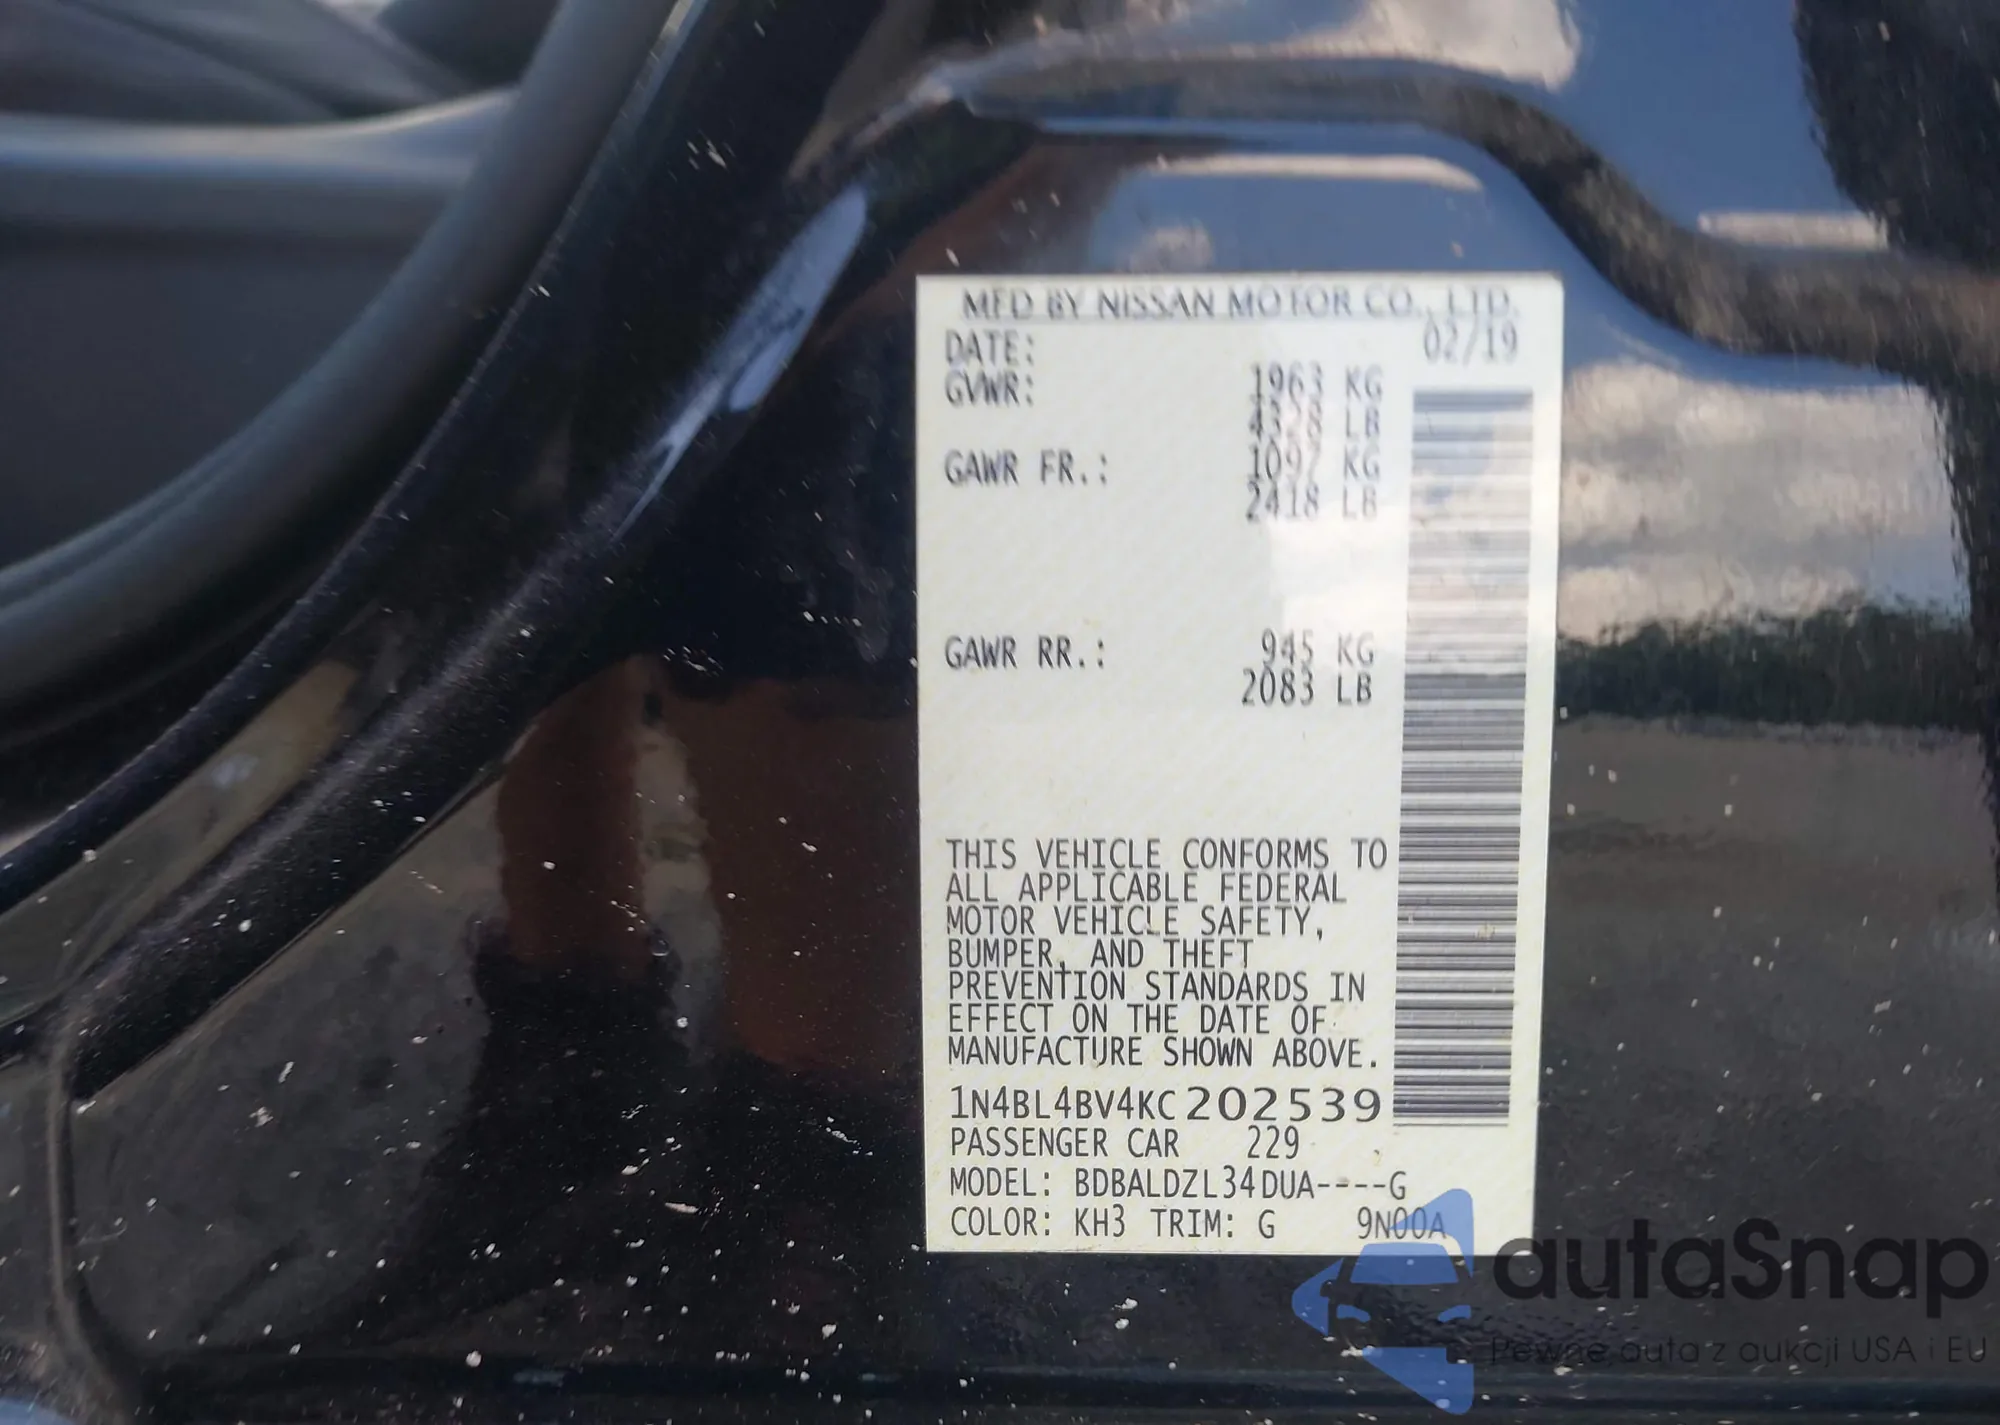 MFD BY NISSAN MOTOR CO., LTD.
DATE: 02/19
GVWR: 1963 KG
4328 LB
GAWR FR.: 1097 KG
2418 LB
GAWR RR.: 945 KG
2083 LB
THIS VEHICLE CONFORMS TO
ALL APPLICABLE FEDERAL
MOTOR VEHICLE SAFETY,
BUMPER, AND THEFT
PREVENTION STANDARDS IN
EFFECT ON THE DATE OF
MANUFACTURE SHOWN ABOVE.
1N4BL4BV4KC202539
PASSENGER CAR 229
MODEL: BDBALDZL34DUA----G
COLOR: KH3 TRIM: G 9N00A
autaSnap
Pewne auta z aukcji USA i EU